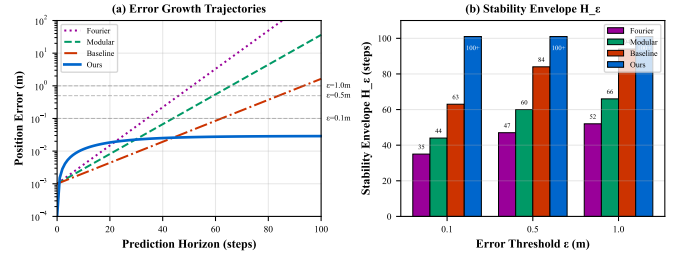 (a) Error Growth Trajectories
Position Error (m)
10²
10¹
10⁰
10⁻¹
10⁻²
10⁻³
10⁻⁴
Fourier
Modular
Baseline
Ours
ε=1.0m
ε=0.5m
ε=0.1m
0 20 40 60 80 100
Prediction Horizon (steps)
(b) Stability Envelope H_ε
Stability Envelope H_ε (steps)
100
80
60
40
20
0
Fourier
Modular
Baseline
Ours
35 44 63 100+
47 60 84 100+
52 66
0.1 0.5 1.0
Error Threshold ε (m)